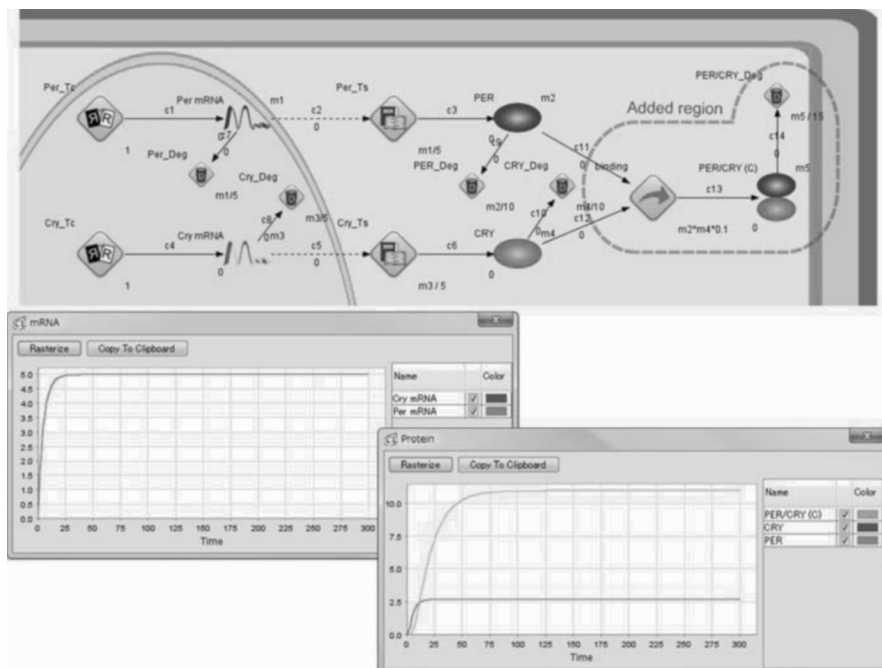 PER/CRY_Deg
Per_Tc
Per mRNA
m1
Per_Ts
PER
m2
Added region
m5 / 15
c1
c2
c3
c14
0
1
c7
0
0
m1/5
0
c9
0
c11
0
binding
PER/CRY (C)
m5
Per_Deg
Cry_Deg
PER_Deg
CRY_Deg
c13
m1/5
m3/5
m2/10
m4/10
Cry_Tc
Cry mRNA
c8
0
m3
Cry_Ts
c10
0
c12
0
m4
CRY
m2*m4*0.1
0
c4
c5
c6
1
0
0
m3 / 5
0
mRNA
Rasterize
Copy To Clipboard
Name
Color
Cry mRNA
Per mRNA
5.0
4.5
4.0
3.5
3.0
2.5
2.0
1.5
1.0
0.5
0.0
0 25 50 75 100 125 150 175 200 225 250 275 300
Time
Protein
Rasterize
Copy To Clipboard
Name
Color
PER/CRY (C)
CRY
PER
10.0
7.5
5.0
2.5
0.0
0 25 50 75 100 125 150 175 200 225 250 275 300
Time